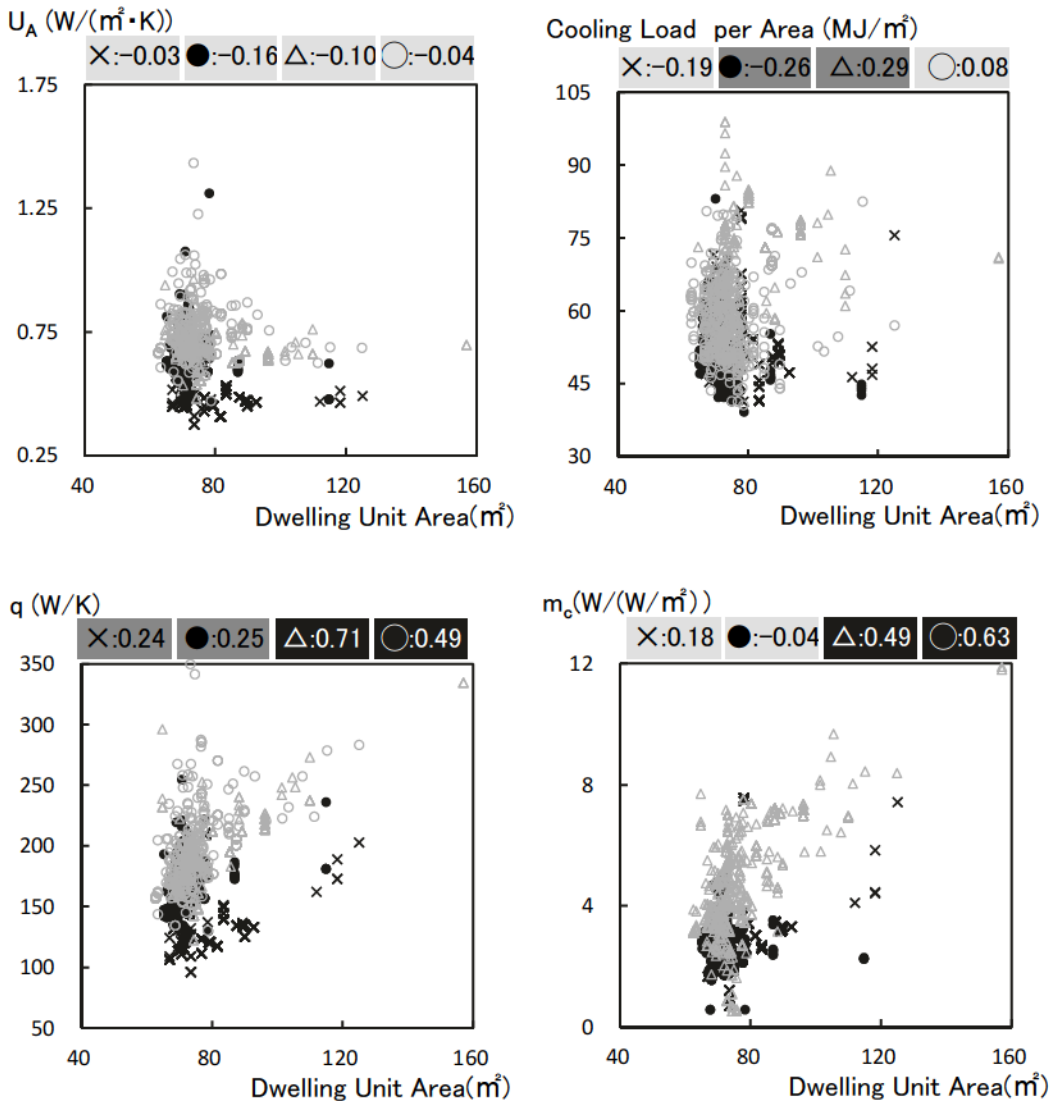 U_A (W/(㎡・K))
×:−0.03 ●:−0.16 △:−0.10 ○:−0.04
1.75
1.25
0.75
0.25
40 80 120 160
Dwelling Unit Area(㎡)
Cooling Load per Area (MJ/㎡)
×:−0.19 ●:−0.26 △:0.29 ○:0.08
105
90
75
60
45
30
40 80 120 160
Dwelling Unit Area(㎡)
q (W/K)
×:0.24 ●:0.25 △:0.71 ○:0.49
350
300
250
200
150
100
50
40 80 120 160
Dwelling Unit Area(㎡)
m_c(W/(W/㎡))
×:0.18 ●:−0.04 △:0.49 ○:0.63
12
8
4
0
40 80 120 160
Dwelling Unit Area(㎡)